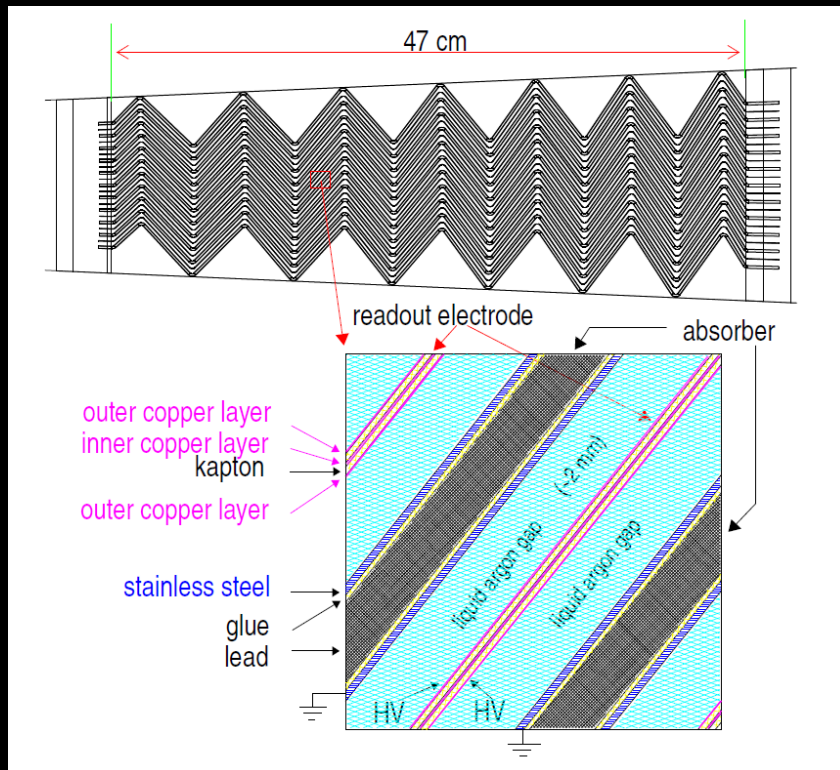 47 cm
readout electrode
absorber
outer copper layer
inner copper layer
kapton
outer copper layer
(~2 mm)
liquid argon gap
liquid argon gap
stainless steel
glue
lead
HV
HV